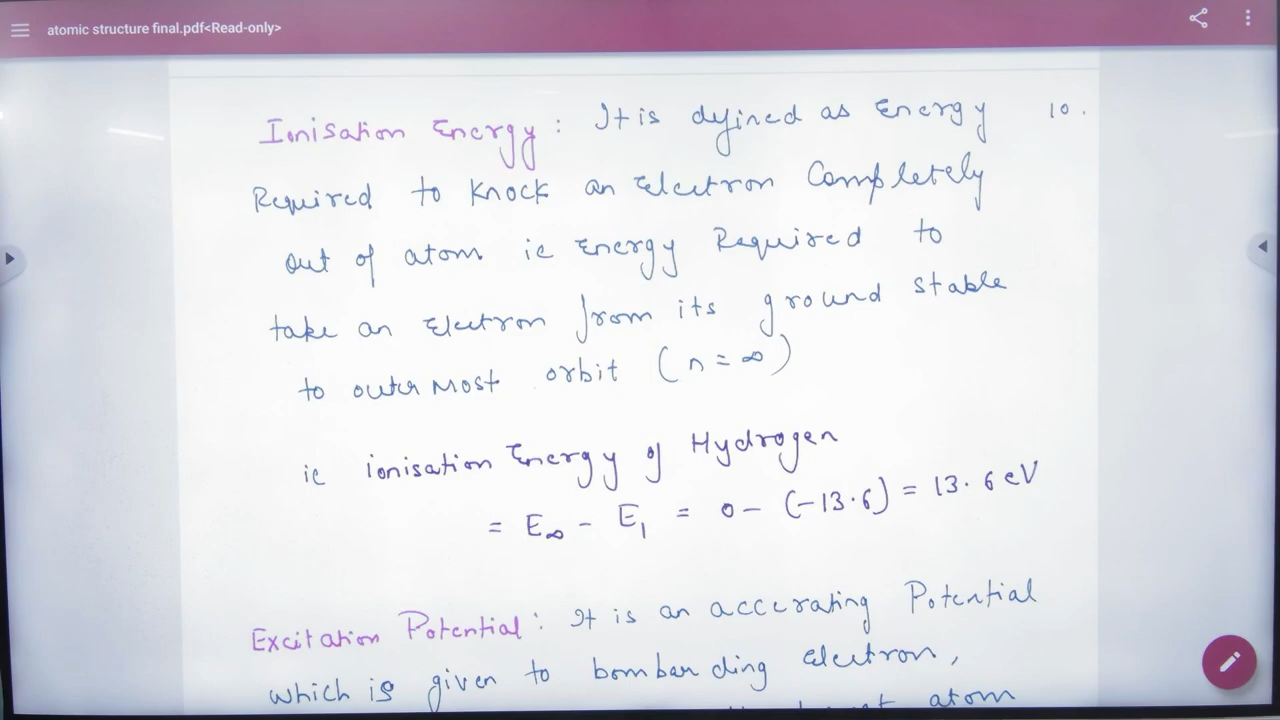 atomic structure final.pdf<Read-only>
Ionisation Energy : It is defined as Energy 10.
Required to Knock an Electron Completely
out of atom ie Energy Required to
take an Electron from its ground stable
to outer most orbit (n = ∞)
ie ionisation Energy of Hydrogen
= E∞ - E1 = 0 - (-13.6) = 13.6 eV
Excitation Potential : It is an accerating Potential
which is given to bombarding Electron,
atom